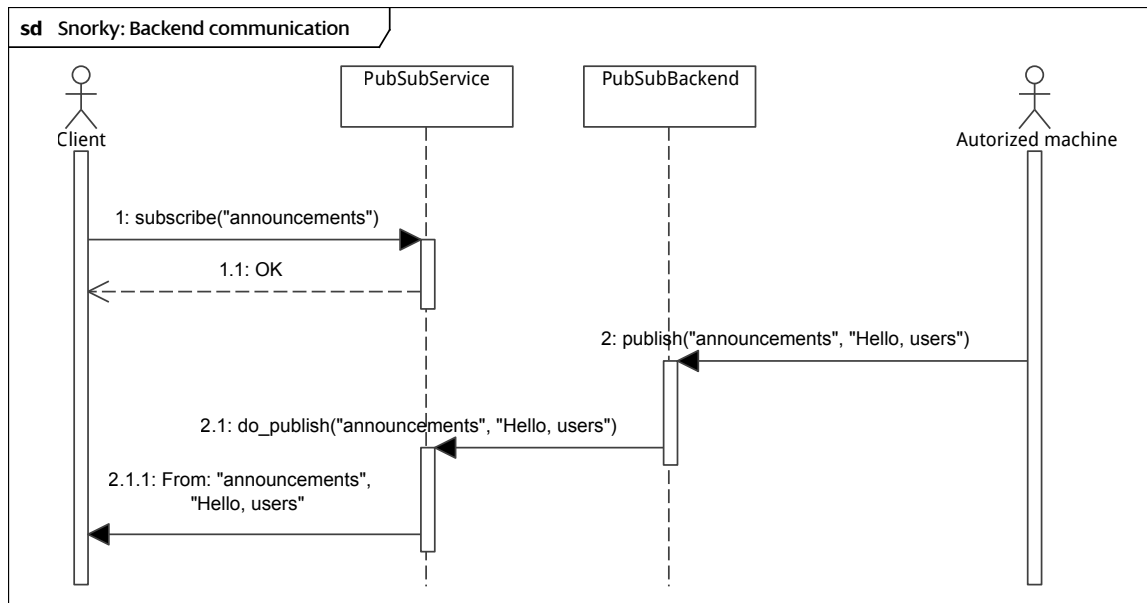 sd Snorky: Backend communication
PubSubService
PubSubBackend
Client
Autorized machine
1: subscribe("announcements")
1.1: OK
2: publish("announcements", "Hello, users")
2.1: do_publish("announcements", "Hello, users")
2.1.1: From: "announcements",
"Hello, users"